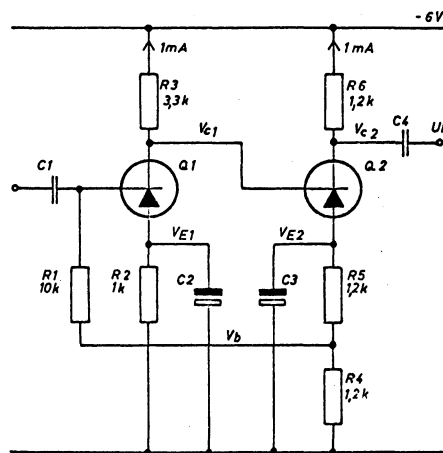 -6V
1mA
1mA
R3
3,3k
R6
1,2k
C4
Vc1
Vc2
C1
Q1
Q2
VE1
VE2
R1
10k
R2
1k
C2
C3
R5
1,2k
Vb
R4
1,2k